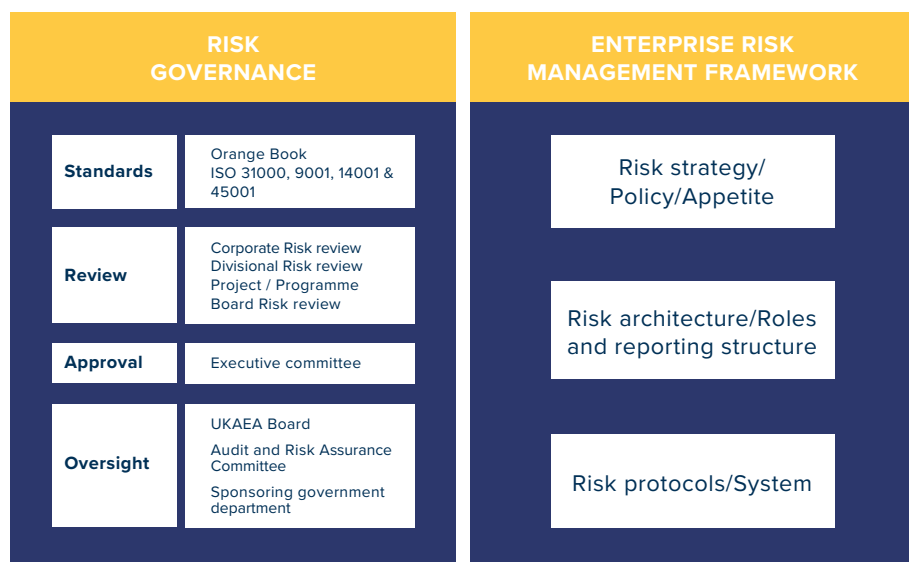 RISK
GOVERNANCE
Standards
Orange Book
ISO 31000, 9001, 14001 &
45001
Review
Corporate Risk review
Divisional Risk review
Project / Programme
Board Risk review
Approval
Executive committee
Oversight
UKAEA Board
Audit and Risk Assurance
Committee
Sponsoring government
department
ENTERPRISE RISK
MANAGEMENT FRAMEWORK
Risk strategy/
Policy/Appetite
Risk architecture/Roles
and reporting structure
Risk protocols/System